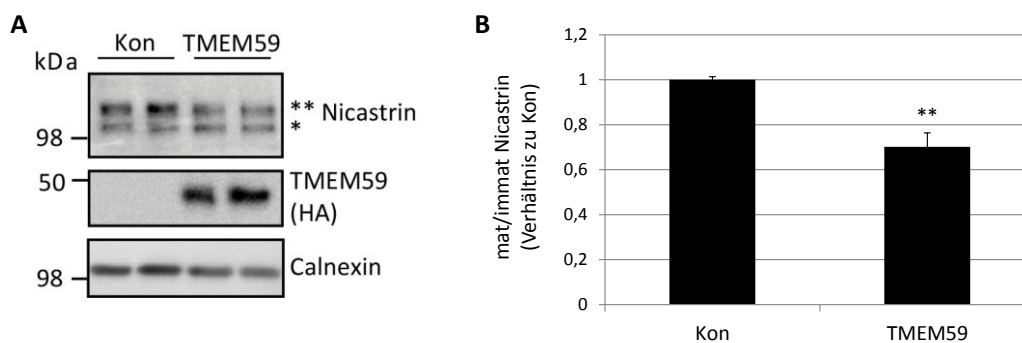 A
Kon TMEM59
kDa
** Nicastrin
*
98
50
TMEM59
(HA)
98
Calnexin
B
mat/immat Nicastrin
(Verhältnis zu Kon)
1,2
1
0,8
0,6
0,4
0,2
0
**
Kon TMEM59